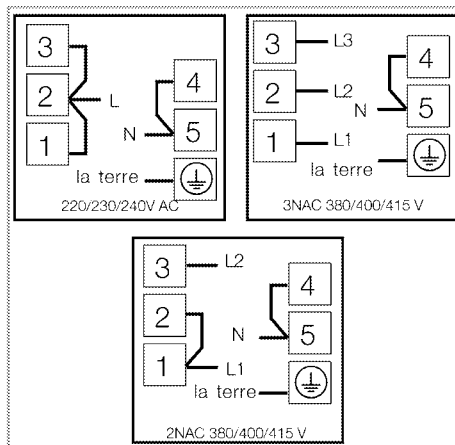 3
2
L
1
4
N
5
la terre
220/230/240V AC
3
L3
2
L2
1
L1
4
N
5
la terre
3NAC 380/400/415 V
3
L2
2
1
L1
4
N
5
la terre
2NAC 380/400/415 V